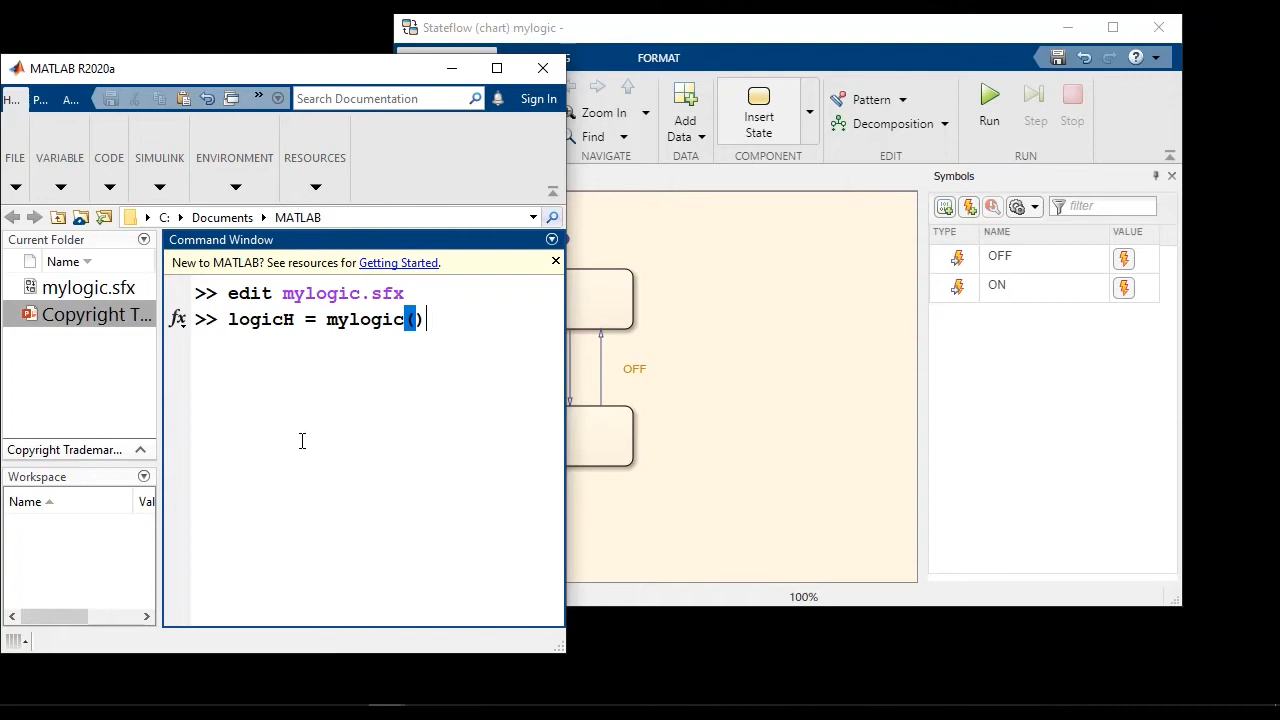 Stateflow (chart) mylogic -
FORMAT
MATLAB R2020a
H... P... A...
Search Documentation
Sign In
FILE VARIABLE CODE SIMULINK ENVIRONMENT RESOURCES
Zoom In
Find
NAVIGATE
Add
Data
DATA
Insert
State
COMPONENT
Pattern
Decomposition
EDIT
Run Step Stop
RUN
C: Documents MATLAB
Current Folder
Name
mylogic.sfx
Copyright T...
Copyright Trademar...
Workspace
Name Val
Command Window
New to MATLAB? See resources for Getting Started.
>> edit mylogic.sfx
fx >> logicH = mylogic()
OFF
100%
Symbols
filter
TYPE NAME VALUE
OFF
ON